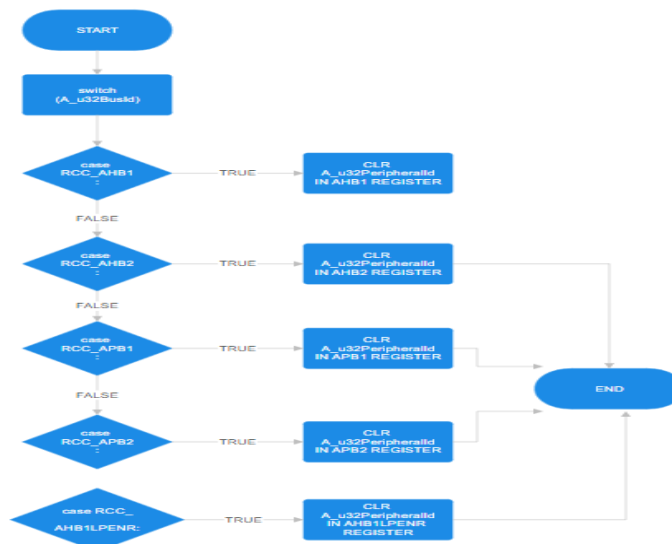 START
switch
(A_u32BusId)
case
RCC_AHB1
:
TRUE
CLR
A_u32PeripheralId
IN AHB1 REGISTER
FALSE
case
RCC_AHB2
:
TRUE
CLR
A_u32PeripheralId
IN AHB2 REGISTER
FALSE
case
RCC_APB1
:
TRUE
CLR
A_u32PeripheralId
IN APB1 REGISTER
END
FALSE
case
RCC_APB2
:
TRUE
CLR
A_u32PeripheralId
IN APB2 REGISTER
case RCC_
AHB1LPENR:
TRUE
CLR
A_u32PeripheralId
IN AHB1LPENR
REGISTER